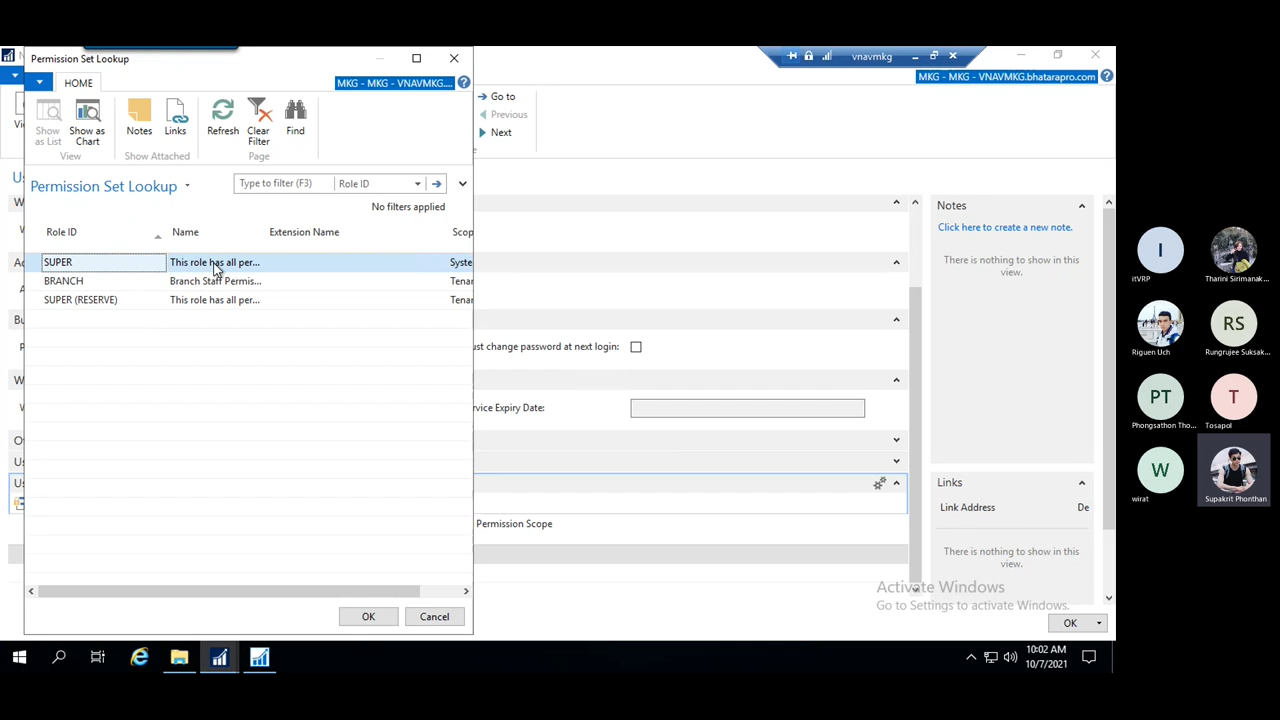 Permission Set Lookup
HOME
MKG - MKG - VNAVMKG....
Show as List
Show as Chart
View
Notes
Links
Show Attached
Refresh
Clear Filter
Find
Page
Permission Set Lookup
Type to filter (F3)
Role ID
No filters applied
Role ID
Name
Extension Name
Scop
SUPER
This role has all per...
Syste
BRANCH
Branch Staff Permis...
Tenar
SUPER (RESERVE)
This role has all per...
Tenar
OK
Cancel
vnavmkg
MKG - MKG - VNAVMKG.bhatarapro.com
Go to
Previous
Next
ust change password at next login:
rvice Expiry Date:
Permission Scope
Notes
Click here to create a new note.
There is nothing to show in this view.
Links
Link Address
De
There is nothing to show in this view.
Activate Windows
Go to Settings to activate Windows.
OK
10:02 AM
10/7/2021
I
itVRP
Tharini Sirimanak...
Riguen Uch
RS
Rungrujee Suksak...
PT
Phongsathon Tho...
T
Tosapol
W
wirat
Supakrit Phonthan